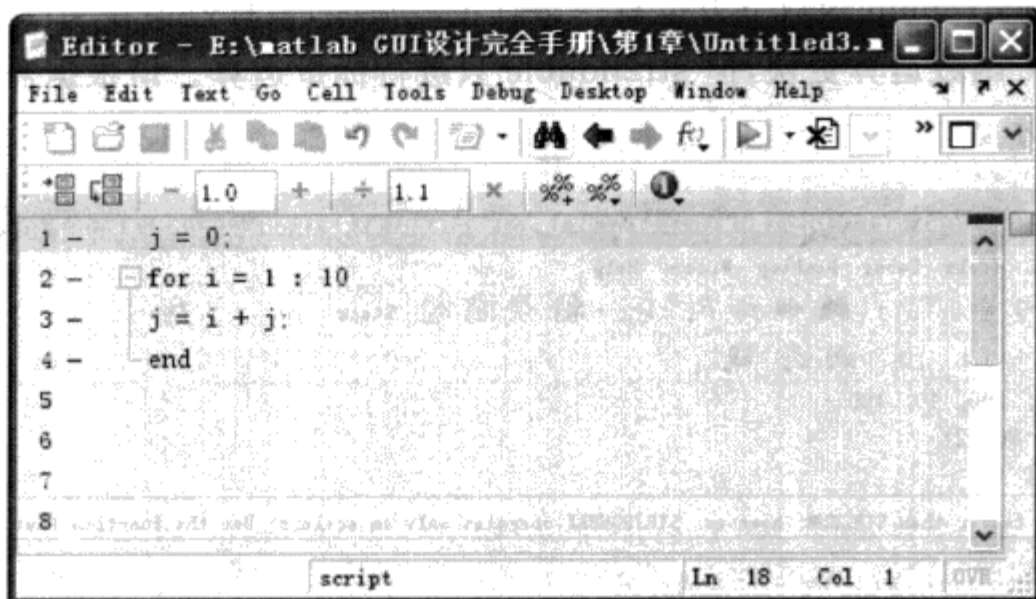 Editor - E:\matlab GUI设计完全手册\第1章\Untitled3.m
File Edit Text Go Cell Tools Debug Desktop Window Help
- 1.0 + ÷ 1.1 ×
1 - j = 0;
2 - for i = 1 : 10
3 - j = i + j;
4 - end
5
6
7
8
script Ln 18 Col 1 OVR